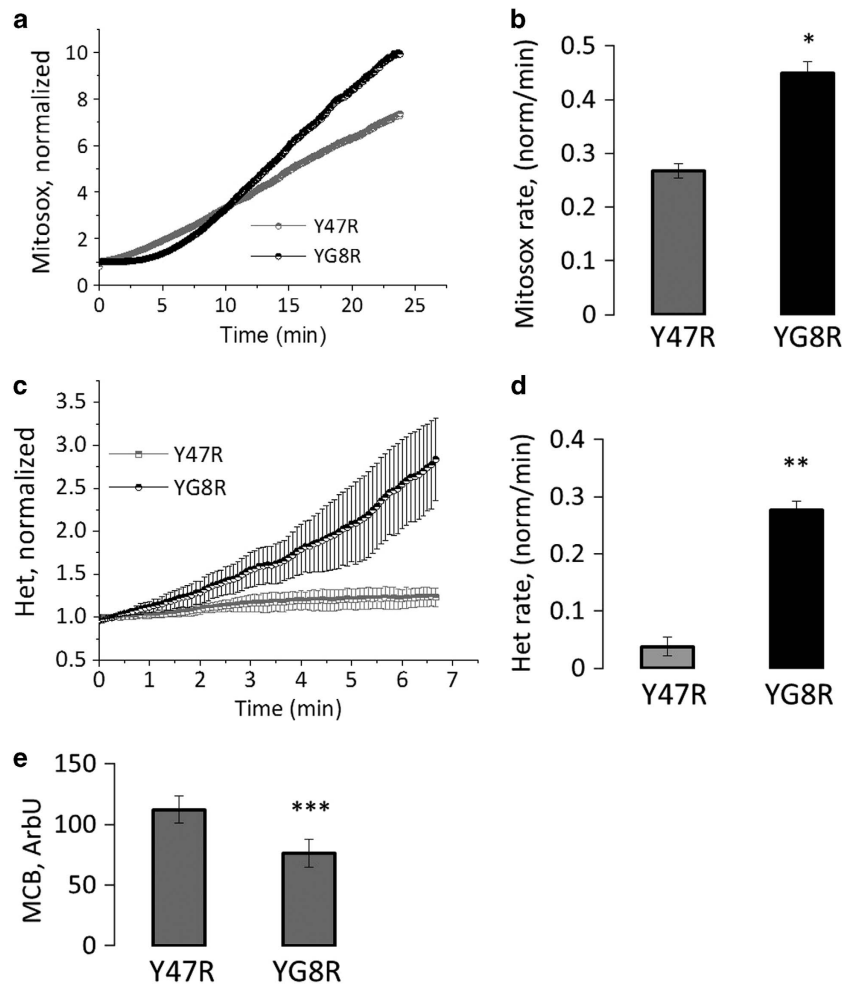 a
10
8
6
4
2
0
Mitosox, normalized
Y47R
YG8R
0 5 10 15 20 25
Time (min)
b
0.5
0.4
0.3
0.2
0.1
0
Mitosox rate, (norm/min)
*
Y47R YG8R
c
3.5
3.0
2.5
2.0
1.5
1.0
0.5
Het, normalized
Y47R
YG8R
0 1 2 3 4 5 6 7
Time (min)
d
0.4
0.3
0.2
0.1
0
Het rate, (norm/min)
**
Y47R YG8R
e
150
100
50
0
MCB, ArbU
***
Y47R YG8R